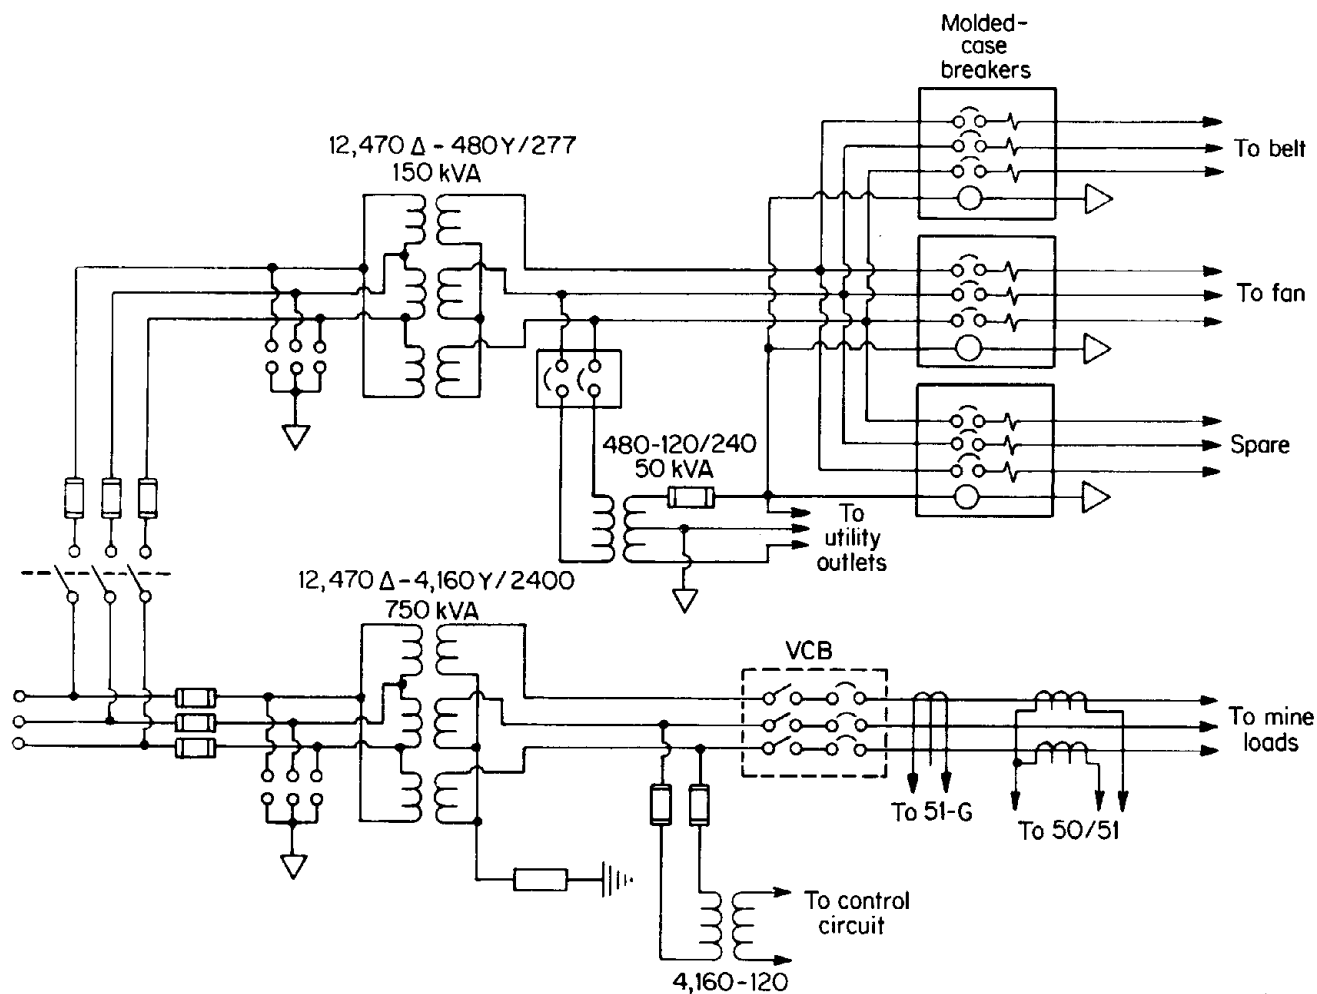 Molded-
case
breakers
12,470 Δ - 480Y/277
150 kVA
To belt
To fan
480-120/240
50 kVA
Spare
To
utility
outlets
12,470 Δ-4,160Y/2400
750 kVA
VCB
To mine
loads
To 51-G
To 50/51
To control
circuit
4,160-120